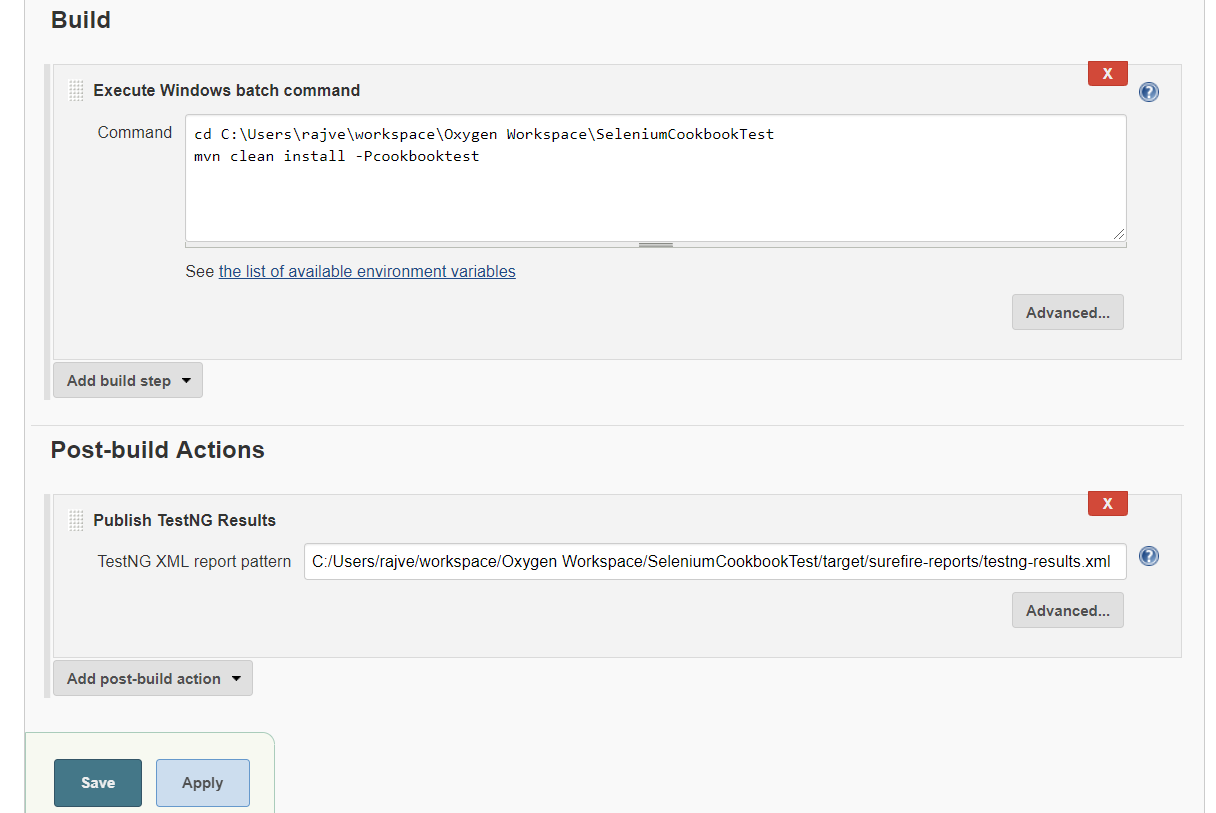 Build
Execute Windows batch command
X
?
Command
cd C:\Users\rajve\workspace\Oxygen Workspace\SeleniumCookbookTest
mvn clean install -Pcookbooktest
See the list of available environment variables
Advanced...
Add build step
Post-build Actions
Publish TestNG Results
X
TestNG XML report pattern
C:/Users/rajve/workspace/Oxygen Workspace/SeleniumCookbookTest/target/surefire-reports/testng-results.xml
?
Advanced...
Add post-build action
Save
Apply